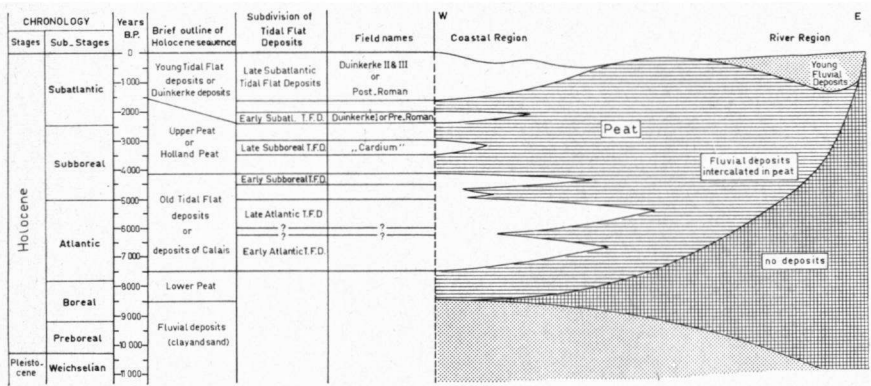 CHRONOLOGY
Stages
Sub_Stages
Years
B.P.
Brief outline of
Holocene sequence
Subdivision of
Tidal Flat
Deposits
Field names
W
Coastal Region
River Region
E
0
1000
2000
3000
4000
5000
6000
7000
8000
9000
10000
11000
Holocene
Pleisto-
cene
Subatlantic
Subboreal
Atlantic
Boreal
Preboreal
Weichselian
Young Tidal Flat
deposits or
Duinkerke deposits
Upper Peat
or
Holland Peat
Old Tidal Flat
deposits
or
deposits of Calais
Lower Peat
Fluvial deposits
(clay and sand)
Late Subatlantic
Tidal Flat Deposits
Early Subatl. T.F.D.
Late Subboreal T.F.D.
Early Subboreal T.F.D.
Late Atlantic T.F.D
?
?
Early Atlantic T.F.D.
Duinkerke II & III
or
Post_Roman
Duinkerke I or Pre_Roman
,,Cardium"
?
?
Young
Fluvial
Deposits
Peat
Fluvial deposits
intercalated in peat
no deposits